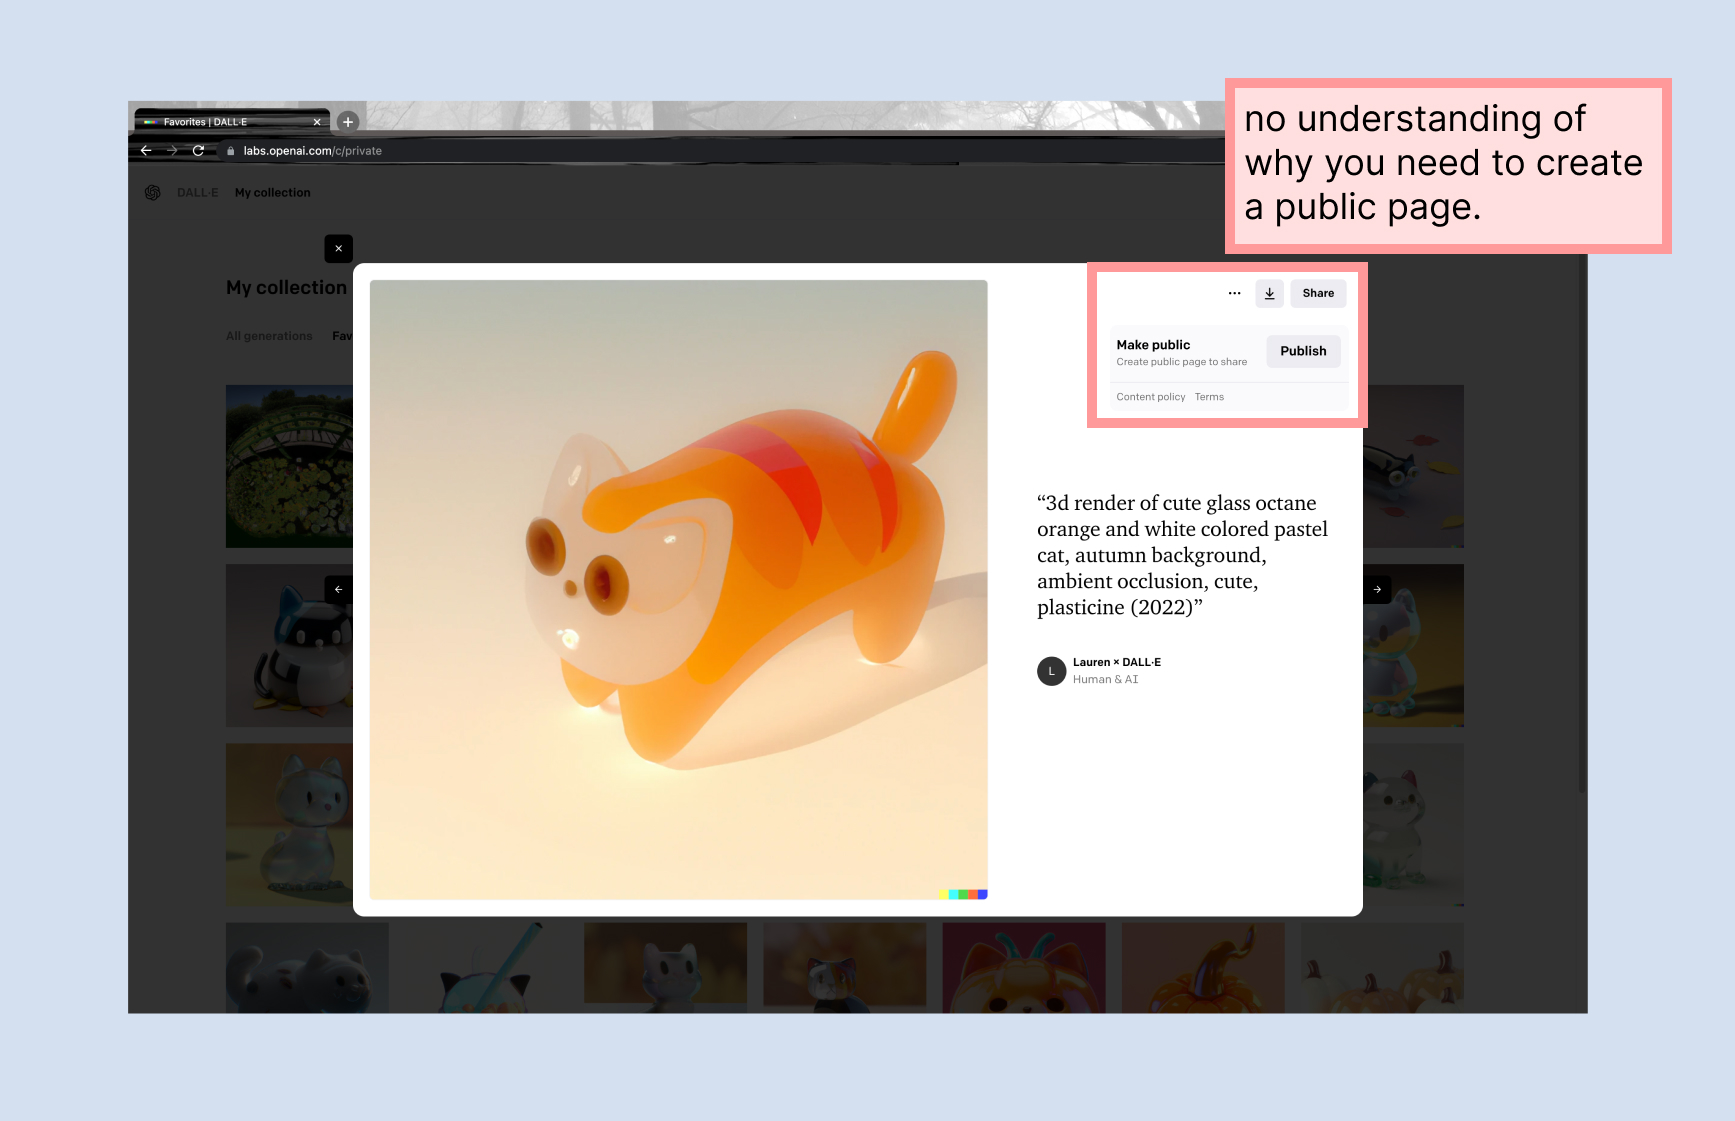 no understanding of
why you need to create
a public page.
Favorites | DALL·E
labs.openai.com/c/private
DALL·E My collection
My collection
All generations Fav
Share
Make public
Create public page to share
Publish
Content policy Terms
“3d render of cute glass octane
orange and white colored pastel
cat, autumn background,
ambient occlusion, cute,
plasticine (2022)”
L
Lauren × DALL·E
Human & AI